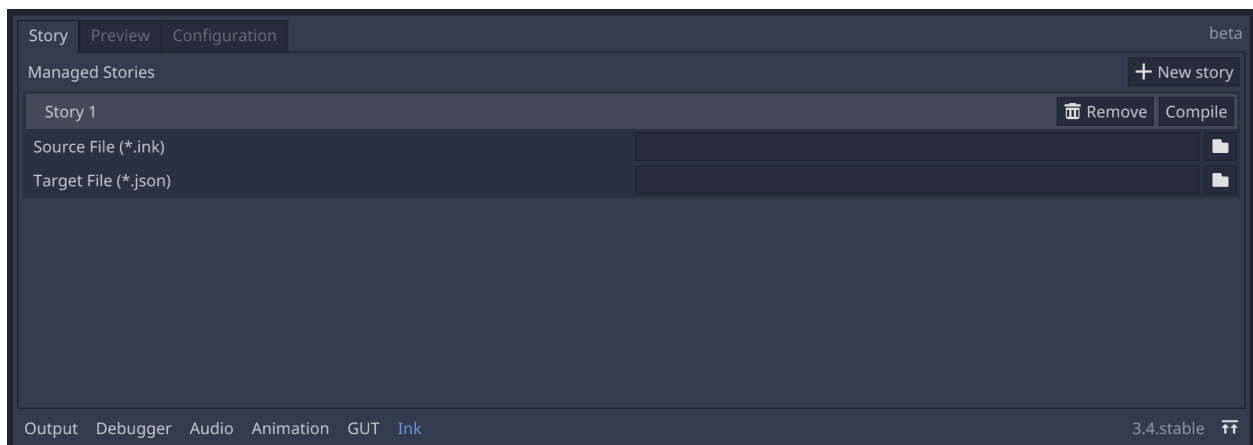 Story Preview Configuration beta
Managed Stories New story
Story 1 Remove Compile
Source File (*.ink)
Target File (*.json)
Output Debugger Audio Animation GUT Ink 3.4.stable